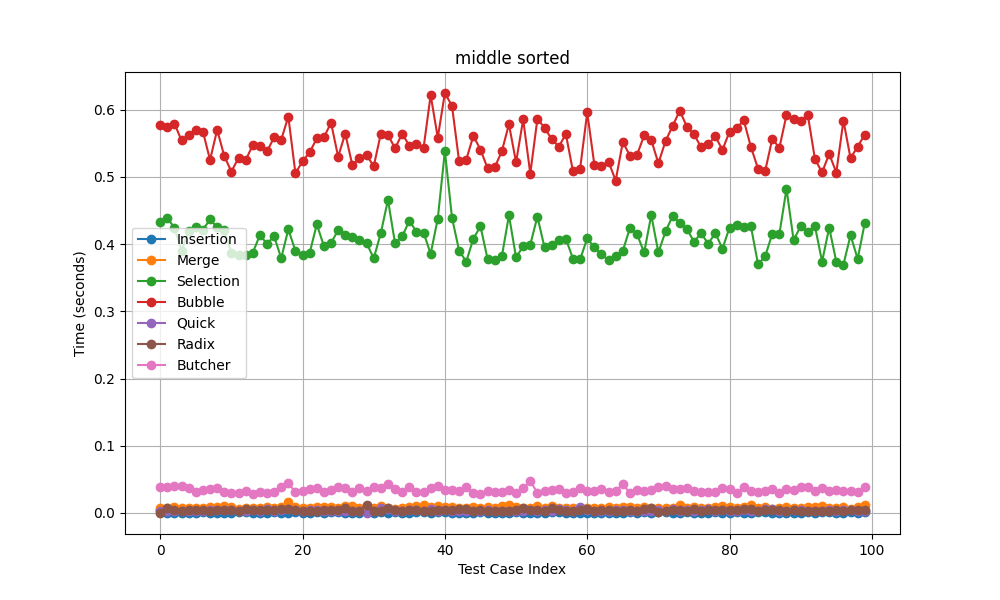 middle sorted
Time (seconds)
0.6
0.5
0.4
0.3
0.2
0.1
0.0
Insertion
Merge
Selection
Bubble
Quick
Radix
Butcher
0 20 40 60 80 100
Test Case Index